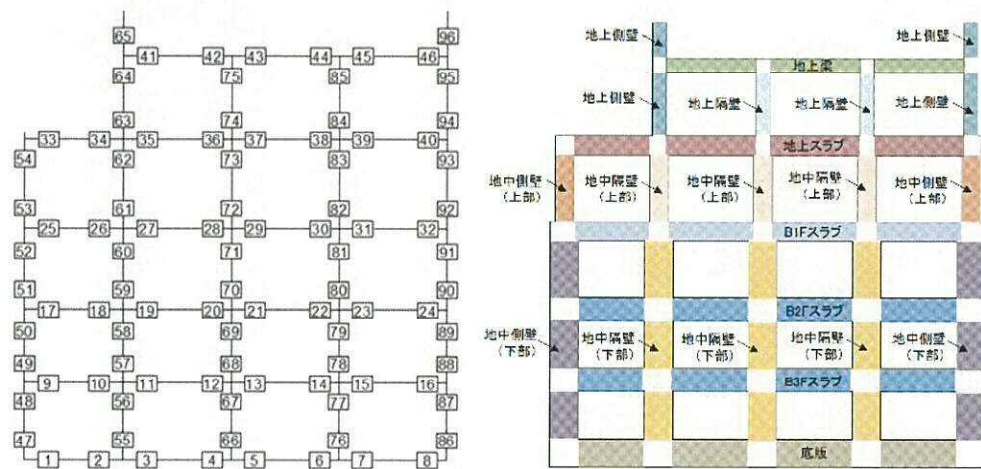 65 96
41 42 43 44 45 46
64 75 85 95
63 74 84 94
33 34 35 36 37 38 39 40
54 62 73 83 93
53 61 72 82 92
25 26 27 28 29 30 31 32
52 60 71 81 91
51 59 70 80 90
17 18 19 20 21 22 23 24
50 58 69 79 89
49 57 68 78 88
9 10 11 12 13 14 15 16
48 56 67 77 87
47 55 66 76 86
1 2 3 4 5 6 7 8
地上側壁 地上側壁
地上梁
地上側壁 地上隔壁 地上隔壁 地上側壁
地上スラブ
地中側壁 地中隔壁 地中隔壁 地中隔壁 地中側壁
(上部) (上部) (上部) (上部) (上部)
B1Fスラブ
B2Fスラブ
地中側壁 地中隔壁 地中隔壁 地中隔壁 地中側壁
(下部) (下部) (下部) (下部) (下部)
B3Fスラブ
底版